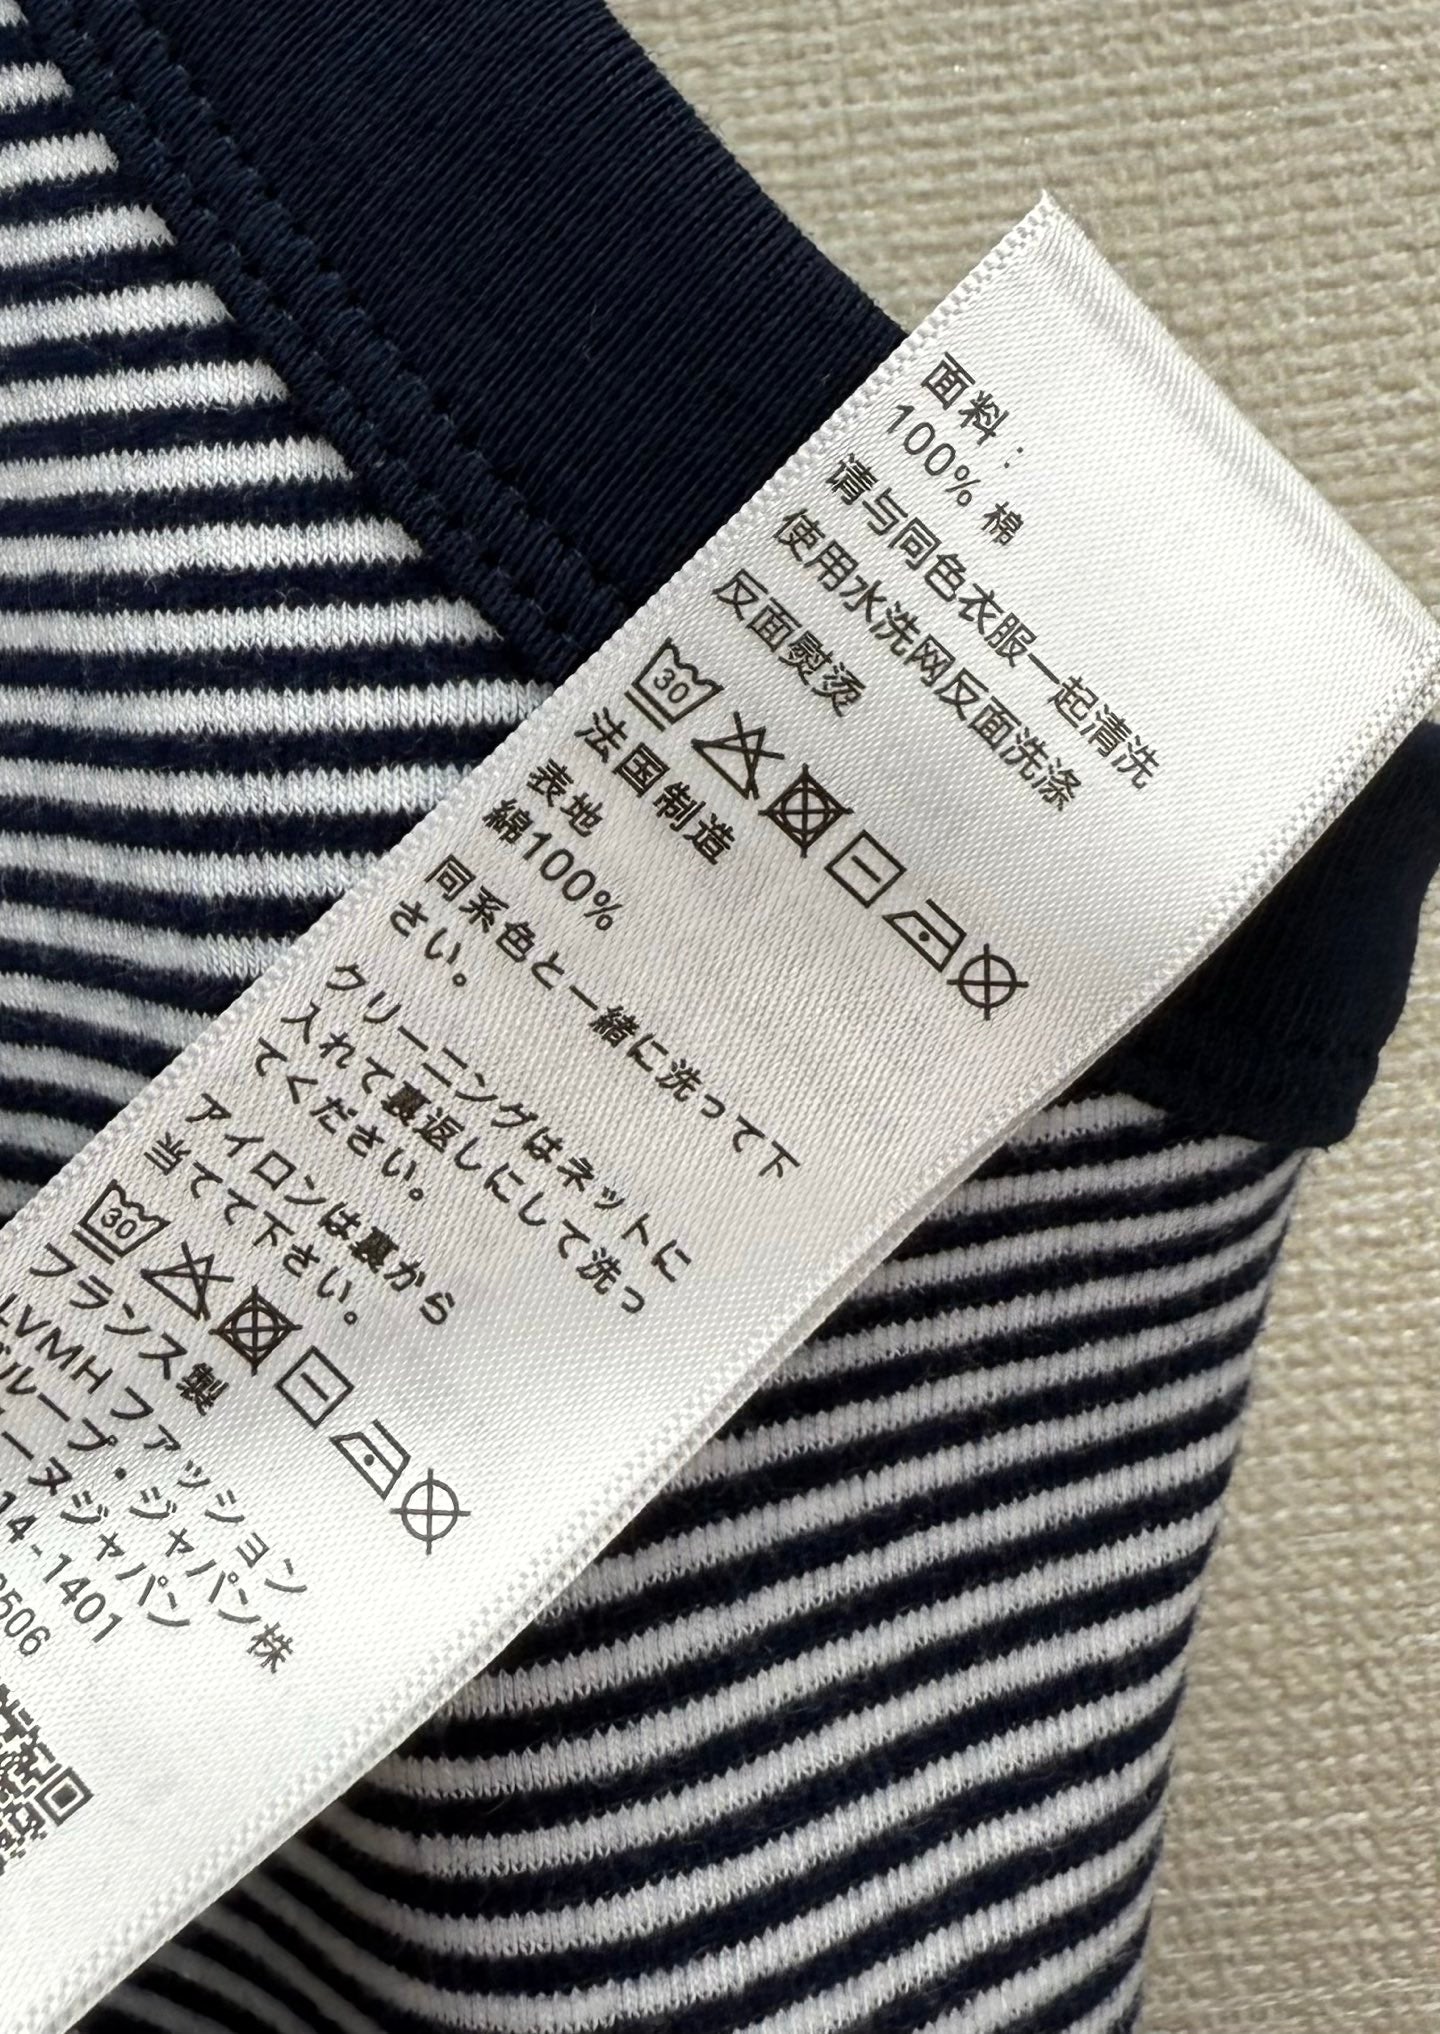 面料：
100% 棉
请与同色衣服一起清洗
使用水洗网反面洗涤
反面熨烫
30
法国制造
表地
綿100%
同系色と一緒に洗って下
さい。
クリーニングはネットに
入れて裏返しにして洗っ
てください。
アイロンは裏から
当てて下さい。
30
フランス製
LVMH ファッション
グループ・ジャパン株
ーヌジャパン
14-1401
3506